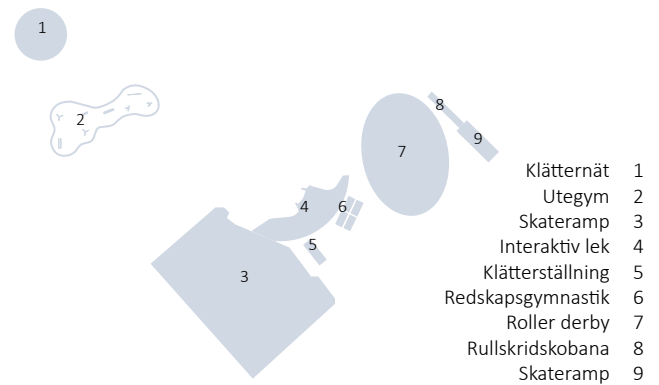 1
2
8
7
9
4
6
5
3
Klätternät 1
Utegym 2
Skateramp 3
Interaktiv lek 4
Klätterställning 5
Redskapsgymnastik 6
Roller derby 7
Rullskridskobana 8
Skateramp 9